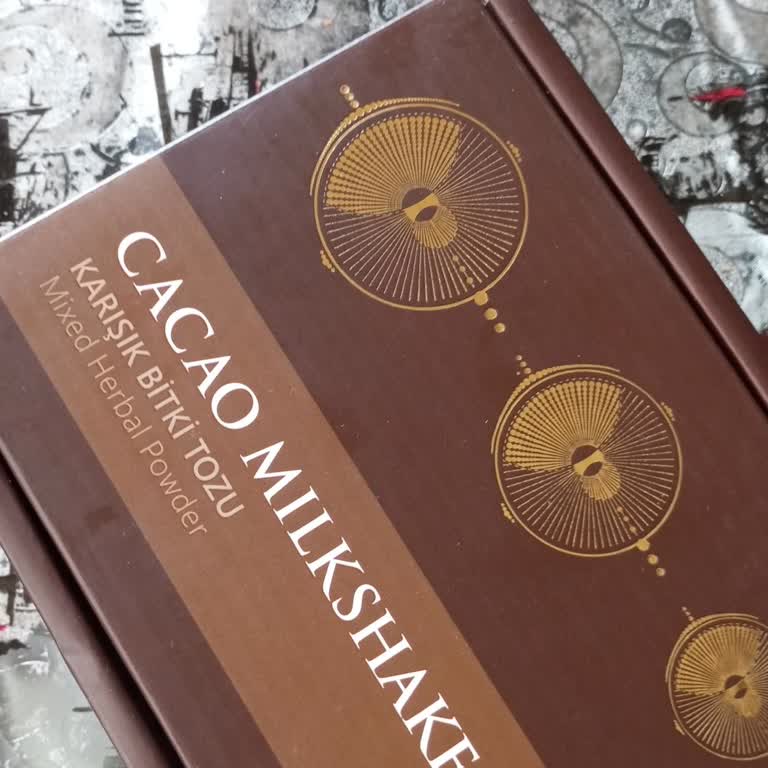 CACAO MILKSHAKE
KARIŞIK BİTKİ TOZU
Mixed Herbal Powder